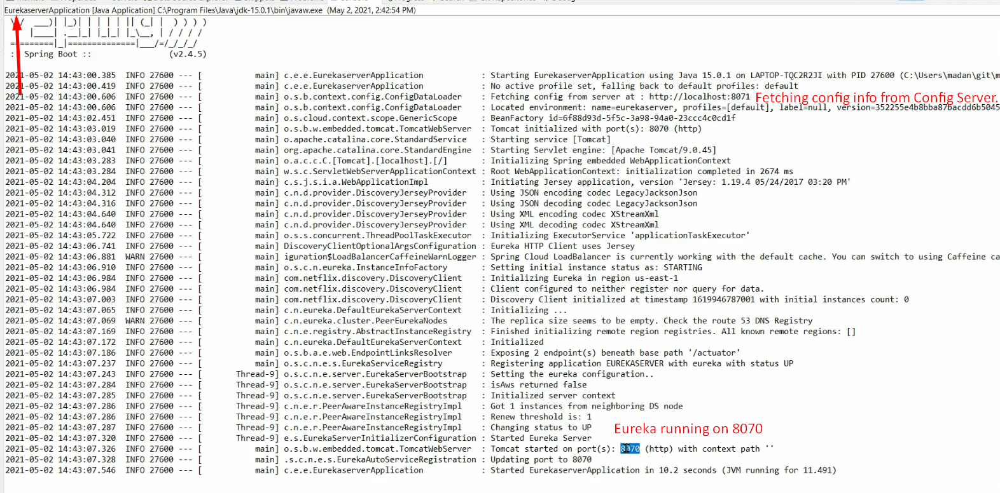 EurekaserverApplication [Java Application] C:\Program Files\Java\jdk-15.0.1\bin\javaw.exe (May 2, 2021, 2:42:54 PM)
:: Spring Boot :: (v2.4.5)
2021-05-02 14:43:00.385 INFO 27600 --- [ main] c.e.e.EurekaserverApplication : Starting EurekaserverApplication using Java 15.0.1 on LAPTOP-TQC2R2JI with PID 27600 (C:\Users\madan\git\m
2021-05-02 14:43:00.419 INFO 27600 --- [ main] c.e.e.EurekaserverApplication : No active profile set, falling back to default profiles: default
2021-05-02 14:43:00.606 INFO 27600 --- [ main] o.s.b.context.config.ConfigDataLoader : Fetching config from server at : http://localhost:8071 Fetching config info from Config Server.
2021-05-02 14:43:00.606 INFO 27600 --- [ main] o.s.b.context.config.ConfigDataLoader : Located environment: name=eurekaserver, profiles=[default], label=null, version=352255e4b8bba87bacdd6b5045
2021-05-02 14:43:02.451 INFO 27600 --- [ main] o.s.cloud.context.scope.GenericScope : BeanFactory id=6f88d93d-5f5c-3a98-94a0-23ccc4c0cd1f
2021-05-02 14:43:03.019 INFO 27600 --- [ main] o.s.b.w.embedded.tomcat.TomcatWebServer : Tomcat initialized with port(s): 8070 (http)
2021-05-02 14:43:03.040 INFO 27600 --- [ main] o.apache.catalina.core.StandardService : Starting service [Tomcat]
2021-05-02 14:43:03.041 INFO 27600 --- [ main] org.apache.catalina.core.StandardEngine : Starting Servlet engine: [Apache Tomcat/9.0.45]
2021-05-02 14:43:03.283 INFO 27600 --- [ main] o.a.c.c.C.[Tomcat].[localhost].[/] : Initializing Spring embedded WebApplicationContext
2021-05-02 14:43:03.284 INFO 27600 --- [ main] w.s.c.ServletWebServerApplicationContext : Root WebApplicationContext: initialization completed in 2674 ms
2021-05-02 14:43:04.204 INFO 27600 --- [ main] c.s.j.s.i.a.WebApplicationImpl : Initiating Jersey application, version 'Jersey: 1.19.4 05/24/2017 03:20 PM'
2021-05-02 14:43:04.312 INFO 27600 --- [ main] c.n.d.provider.DiscoveryJerseyProvider : Using JSON encoding codec LegacyJacksonJson
2021-05-02 14:43:04.316 INFO 27600 --- [ main] c.n.d.provider.DiscoveryJerseyProvider : Using JSON decoding codec LegacyJacksonJson
2021-05-02 14:43:04.640 INFO 27600 --- [ main] c.n.d.provider.DiscoveryJerseyProvider : Using XML encoding codec XStreamXml
2021-05-02 14:43:04.640 INFO 27600 --- [ main] c.n.d.provider.DiscoveryJerseyProvider : Using XML decoding codec XStreamXml
2021-05-02 14:43:05.722 INFO 27600 --- [ main] o.s.s.concurrent.ThreadPoolTaskExecutor : Initializing ExecutorService 'applicationTaskExecutor'
2021-05-02 14:43:06.741 INFO 27600 --- [ main] DiscoveryClientOptionalArgsConfiguration : Eureka HTTP Client uses Jersey
2021-05-02 14:43:06.881 WARN 27600 --- [ main] iguration$LoadBalancerCaffeineWarnLogger : Spring Cloud LoadBalancer is currently working with the default cache. You can switch to using Caffeine ca
2021-05-02 14:43:06.910 INFO 27600 --- [ main] o.s.c.n.eureka.InstanceInfoFactory : Setting initial instance status as: STARTING
2021-05-02 14:43:06.984 INFO 27600 --- [ main] com.netflix.discovery.DiscoveryClient : Initializing Eureka in region us-east-1
2021-05-02 14:43:06.984 INFO 27600 --- [ main] com.netflix.discovery.DiscoveryClient : Client configured to neither register nor query for data.
2021-05-02 14:43:07.003 INFO 27600 --- [ main] com.netflix.discovery.DiscoveryClient : Discovery Client initialized at timestamp 1619946787001 with initial instances count: 0
2021-05-02 14:43:07.065 INFO 27600 --- [ main] c.n.eureka.DefaultEurekaServerContext : Initializing ...
2021-05-02 14:43:07.069 WARN 27600 --- [ main] c.n.eureka.cluster.PeerEurekaNodes : The replica size seems to be empty. Check the route 53 DNS Registry
2021-05-02 14:43:07.169 INFO 27600 --- [ main] c.n.e.registry.AbstractInstanceRegistry : Finished initializing remote region registries. All known remote regions: []
2021-05-02 14:43:07.172 INFO 27600 --- [ main] c.n.eureka.DefaultEurekaServerContext : Initialized
2021-05-02 14:43:07.186 INFO 27600 --- [ main] o.s.b.a.e.web.EndpointLinksResolver : Exposing 2 endpoint(s) beneath base path '/actuator'
2021-05-02 14:43:07.237 INFO 27600 --- [ main] o.s.c.n.e.s.EurekaServiceRegistry : Registering application EUREKASERVER with eureka with status UP
2021-05-02 14:43:07.243 INFO 27600 --- [ Thread-9] o.s.c.n.e.server.EurekaServerBootstrap : Setting the eureka configuration..
2021-05-02 14:43:07.284 INFO 27600 --- [ Thread-9] o.s.c.n.e.server.EurekaServerBootstrap : isAws returned false
2021-05-02 14:43:07.285 INFO 27600 --- [ Thread-9] o.s.c.n.e.server.EurekaServerBootstrap : Initialized server context
2021-05-02 14:43:07.286 INFO 27600 --- [ Thread-9] c.n.e.r.PeerAwareInstanceRegistryImpl : Got 1 instances from neighboring DS node
2021-05-02 14:43:07.286 INFO 27600 --- [ Thread-9] c.n.e.r.PeerAwareInstanceRegistryImpl : Renew threshold is: 1
2021-05-02 14:43:07.287 INFO 27600 --- [ Thread-9] c.n.e.r.PeerAwareInstanceRegistryImpl : Changing status to UP
Eureka running on 8070
2021-05-02 14:43:07.320 INFO 27600 --- [ Thread-9] e.s.EurekaServerInitializerConfiguration : Started Eureka Server
2021-05-02 14:43:07.326 INFO 27600 --- [ main] o.s.b.w.embedded.tomcat.TomcatWebServer : Tomcat started on port(s): 8070 (http) with context path ''
2021-05-02 14:43:07.328 INFO 27600 --- [ main] .s.c.n.e.s.EurekaAutoServiceRegistration : Updating port to 8070
2021-05-02 14:43:07.546 INFO 27600 --- [ main] c.e.e.EurekaserverApplication : Started EurekaserverApplication in 10.2 seconds (JVM running for 11.491)